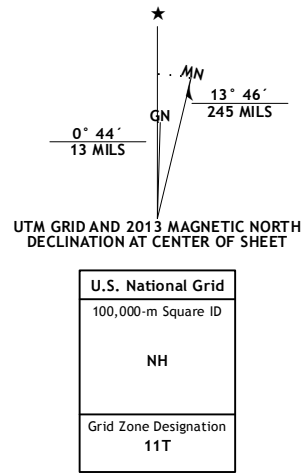 ★
MN
GN
13° 46´
245 MILS
0° 44´
13 MILS
UTM GRID AND 2013 MAGNETIC NORTH
DECLINATION AT CENTER OF SHEET
U.S. National Grid
100,000-m Square ID
NH
Grid Zone Designation
11T